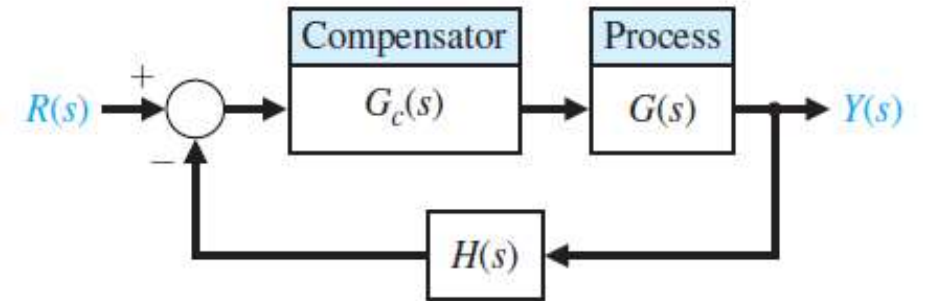 Compensator
Process
+
R(s)
G_c(s)
G(s)
Y(s)
−
H(s)